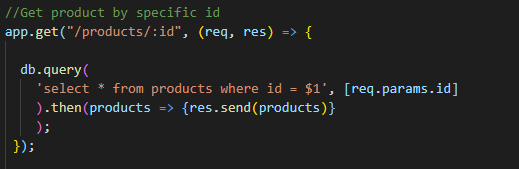 //Get product by specific id
app.get("/products/:id", (req, res) => {
db.query(
'select * from products where id = $1', [req.params.id]
).then(products => {res.send(products)}
);
});